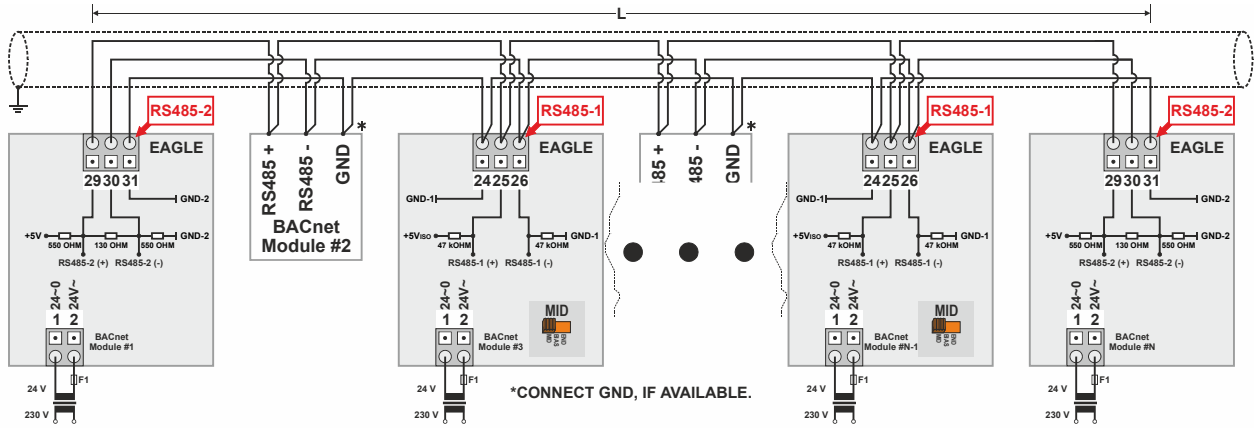 L
RS485-2
EAGLE
29 30 31
GND-2
+5V
550 OHM
130 OHM
550 OHM
GND-2
RS485-2 (+)
RS485-2 (-)
24~0
24V~
1 2
BACnet
Module #1
F1
24 V
230 V
*
RS485 +
RS485 -
GND
BACnet
Module #2
RS485-1
EAGLE
24 25 26
GND-1
+5VISO
47 kOHM
GND-1
47 kOHM
RS485-1 (+)
RS485-1 (-)
24~0
24V~
1 2
BACnet
Module #3
MID
END
BIAS
MID
F1
24 V
230 V
*
485 +
485 -
GND
*CONNECT GND, IF AVAILABLE.
RS485-1
EAGLE
24 25 26
GND-1
+5VISO
47 kOHM
GND-1
47 kOHM
RS485-1 (+)
RS485-1 (-)
24~0
24V~
1 2
BACnet
Module #N-1
MID
END
BIAS
MID
F1
24 V
230 V
RS485-2
EAGLE
29 30 31
GND-2
+5V
550 OHM
130 OHM
550 OHM
GND-2
RS485-2 (+)
RS485-2 (-)
24~0
24V~
1 2
BACnet
Module #N
F1
24 V
230 V